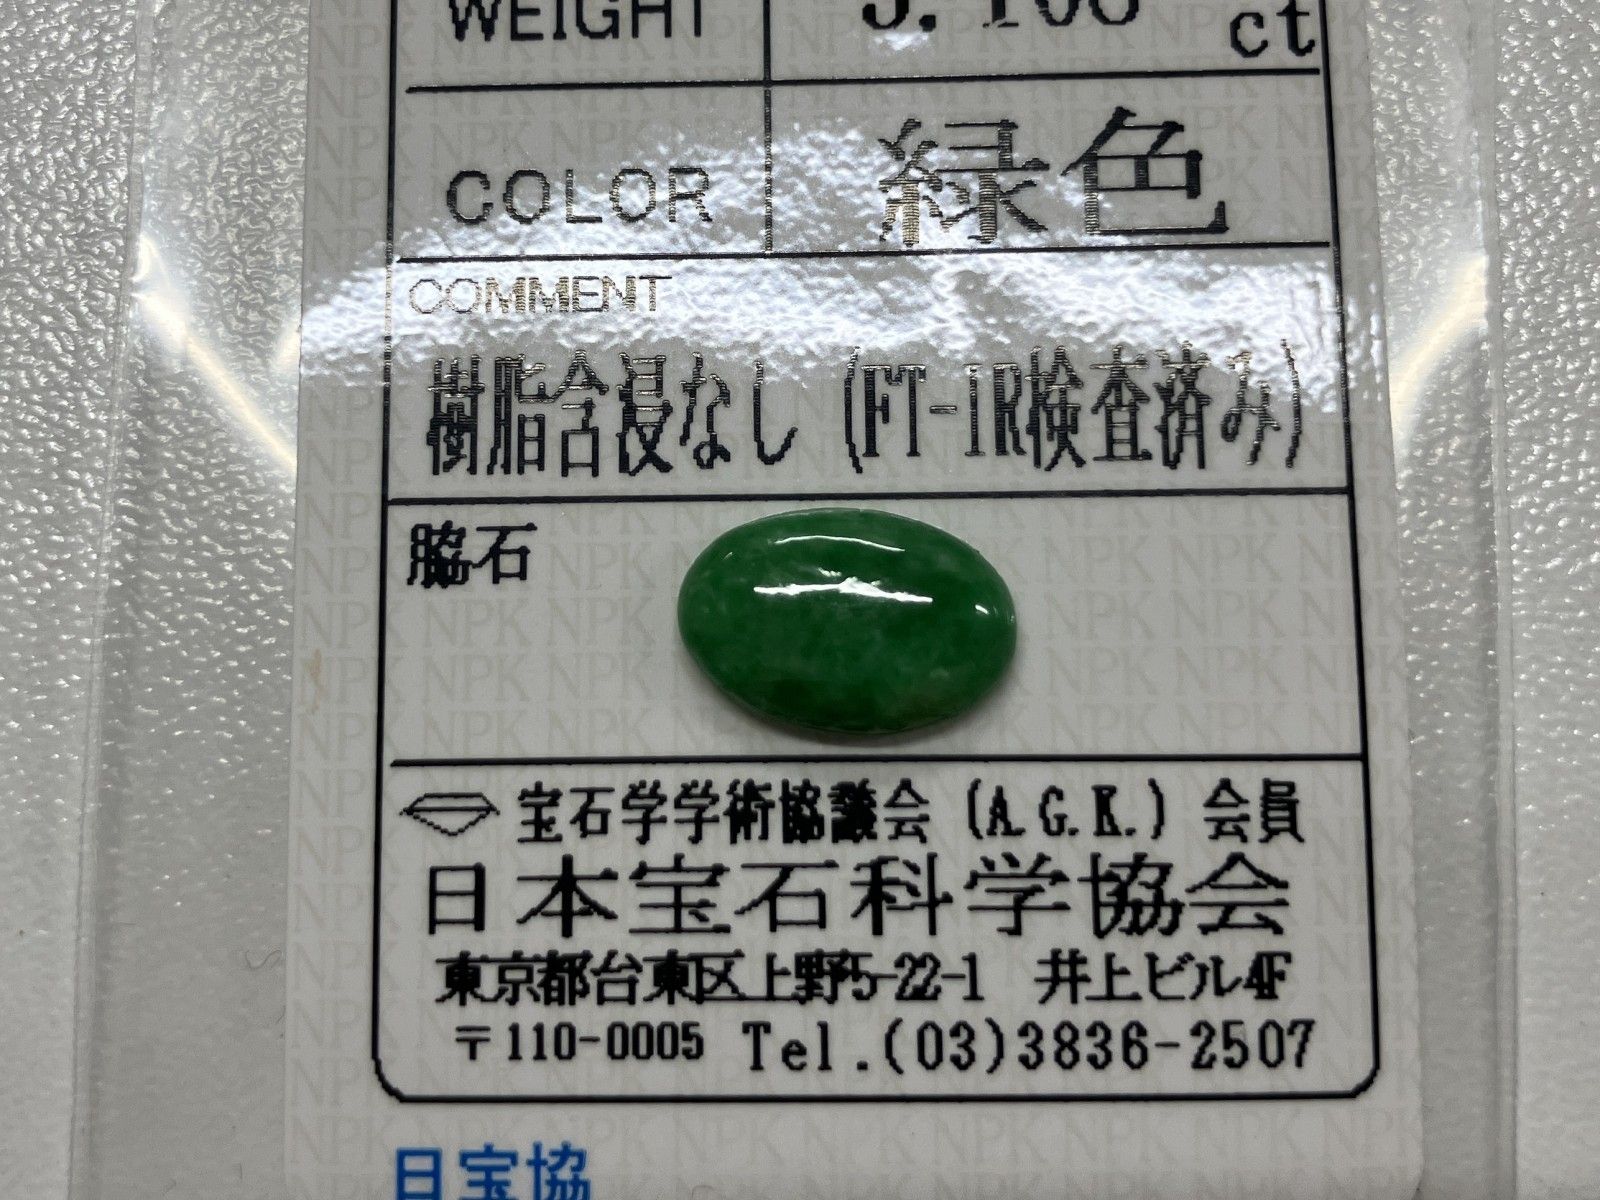 WEIGHT ct
COLOR 緑色
COMMENT
樹脂含浸なし (FT-IR検査済み)
脇石
宝石学学術協議会 (A.G.K.) 会員
日本宝石科学協会
東京都台東区上野5-22-1 井上ビル4F
〒110-0005 Tel.(03)3836-2507
日宝協